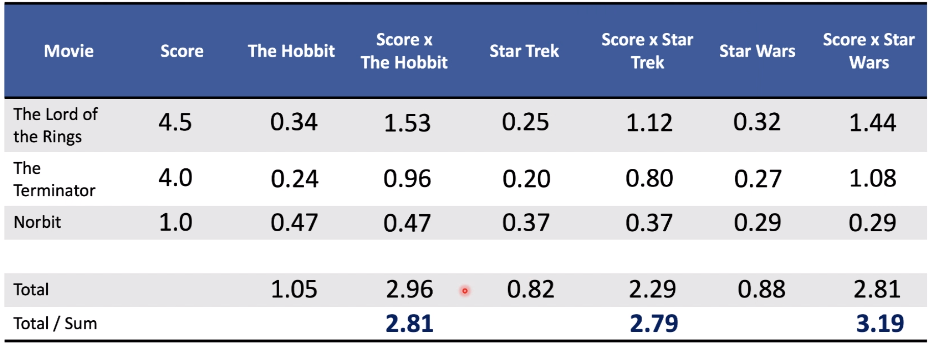 Movie Score The Hobbit Score x The Hobbit Star Trek Score x Star Trek Star Wars Score x Star Wars
The Lord of the Rings 4.5 0.34 1.53 0.25 1.12 0.32 1.44
The Terminator 4.0 0.24 0.96 0.20 0.80 0.27 1.08
Norbit 1.0 0.47 0.47 0.37 0.37 0.29 0.29
Total 1.05 2.96 0.82 2.29 0.88 2.81
Total / Sum 2.81 2.79 3.19